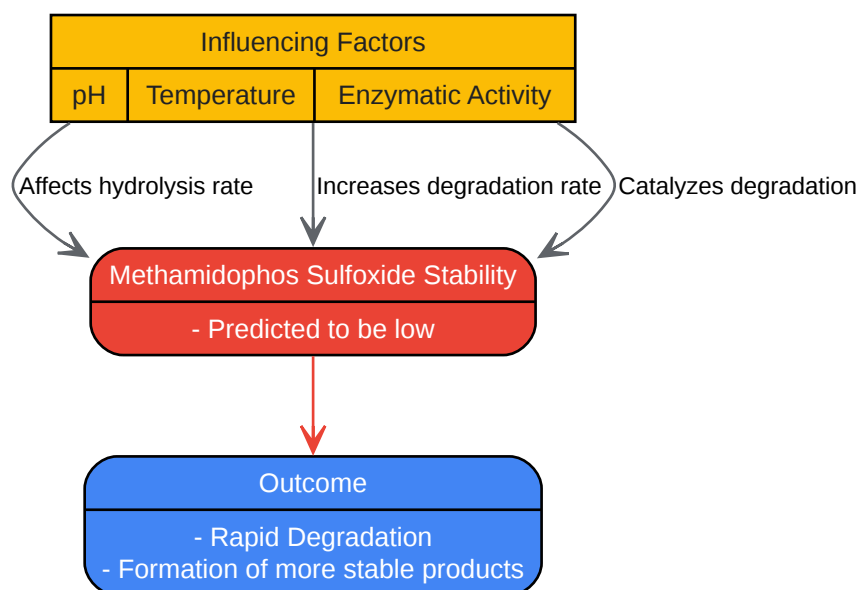 Influencing Factors
pH
Temperature
Enzymatic Activity
Affects hydrolysis rate
Increases degradation rate
Catalyzes degradation
Methamidophos Sulfoxide Stability
- Predicted to be low
Outcome
- Rapid Degradation
- Formation of more stable products